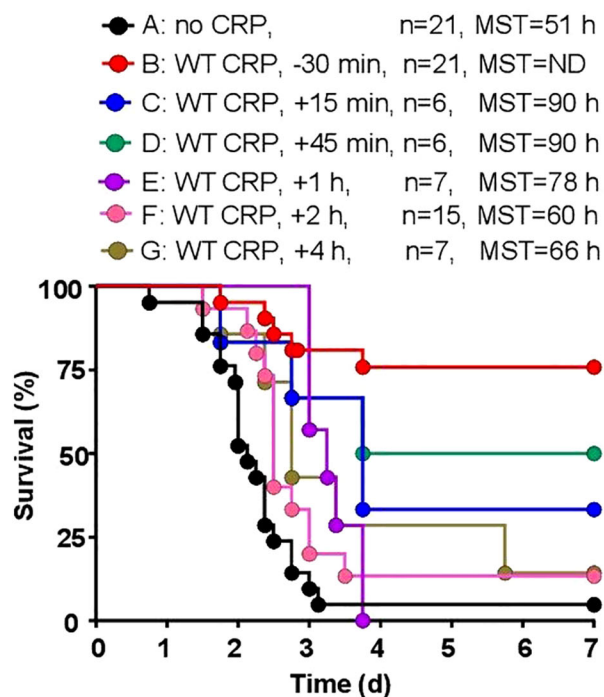 A: no CRP, n=21, MST=51 h
B: WT CRP, -30 min, n=21, MST=ND
C: WT CRP, +15 min, n=6, MST=90 h
D: WT CRP, +45 min, n=6, MST=90 h
E: WT CRP, +1 h, n=7, MST=78 h
F: WT CRP, +2 h, n=15, MST=60 h
G: WT CRP, +4 h, n=7, MST=66 h
100
75
50
25
0
Survival (%)
0 1 2 3 4 5 6 7
Time (d)